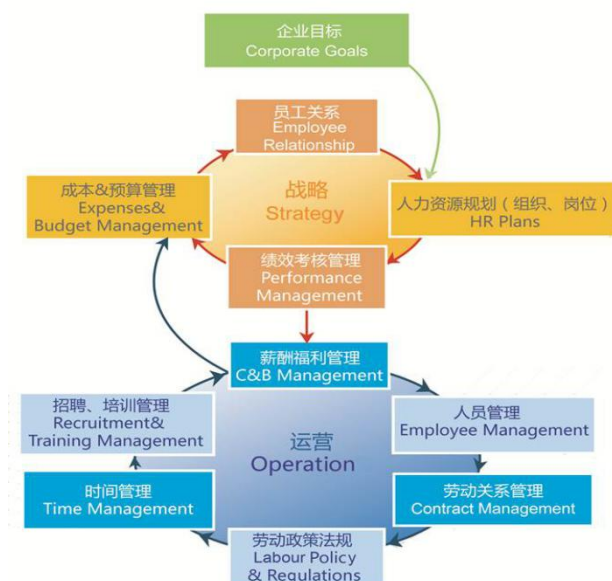 企业目标
Corporate Goals
员工关系
Employee
Relationship
成本&预算管理
Expenses&
Budget Management
战略
Strategy
人力资源规划（组织、岗位）
HR Plans
绩效考核管理
Performance
Management
薪酬福利管理
C&B Management
招聘、培训管理
Recruitment&
Training Management
人员管理
Employee Management
运营
Operation
时间管理
Time Management
劳动关系管理
Contract Management
劳动政策法规
Labour Policy
& Regulations